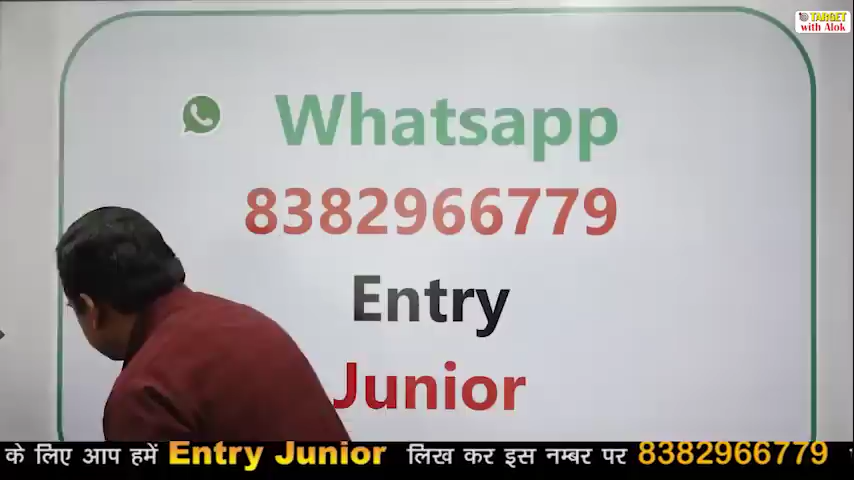 TARGET
with Alok
Whatsapp
8382966779
Entry
Junior
के लिए आप हमें Entry Junior लिख कर इस नम्बर पर 8382966779